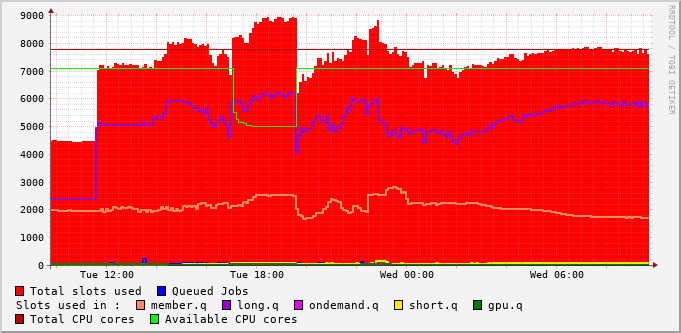 RRDTOOL / TOBI OETIKER
9000
8000
7000
6000
5000
4000
3000
2000
1000
0
Tue 12:00 Tue 18:00 Wed 00:00 Wed 06:00
Total slots used Queued Jobs
Slots used in : member.q long.q ondemand.q short.q gpu.q
Total CPU cores Available CPU cores